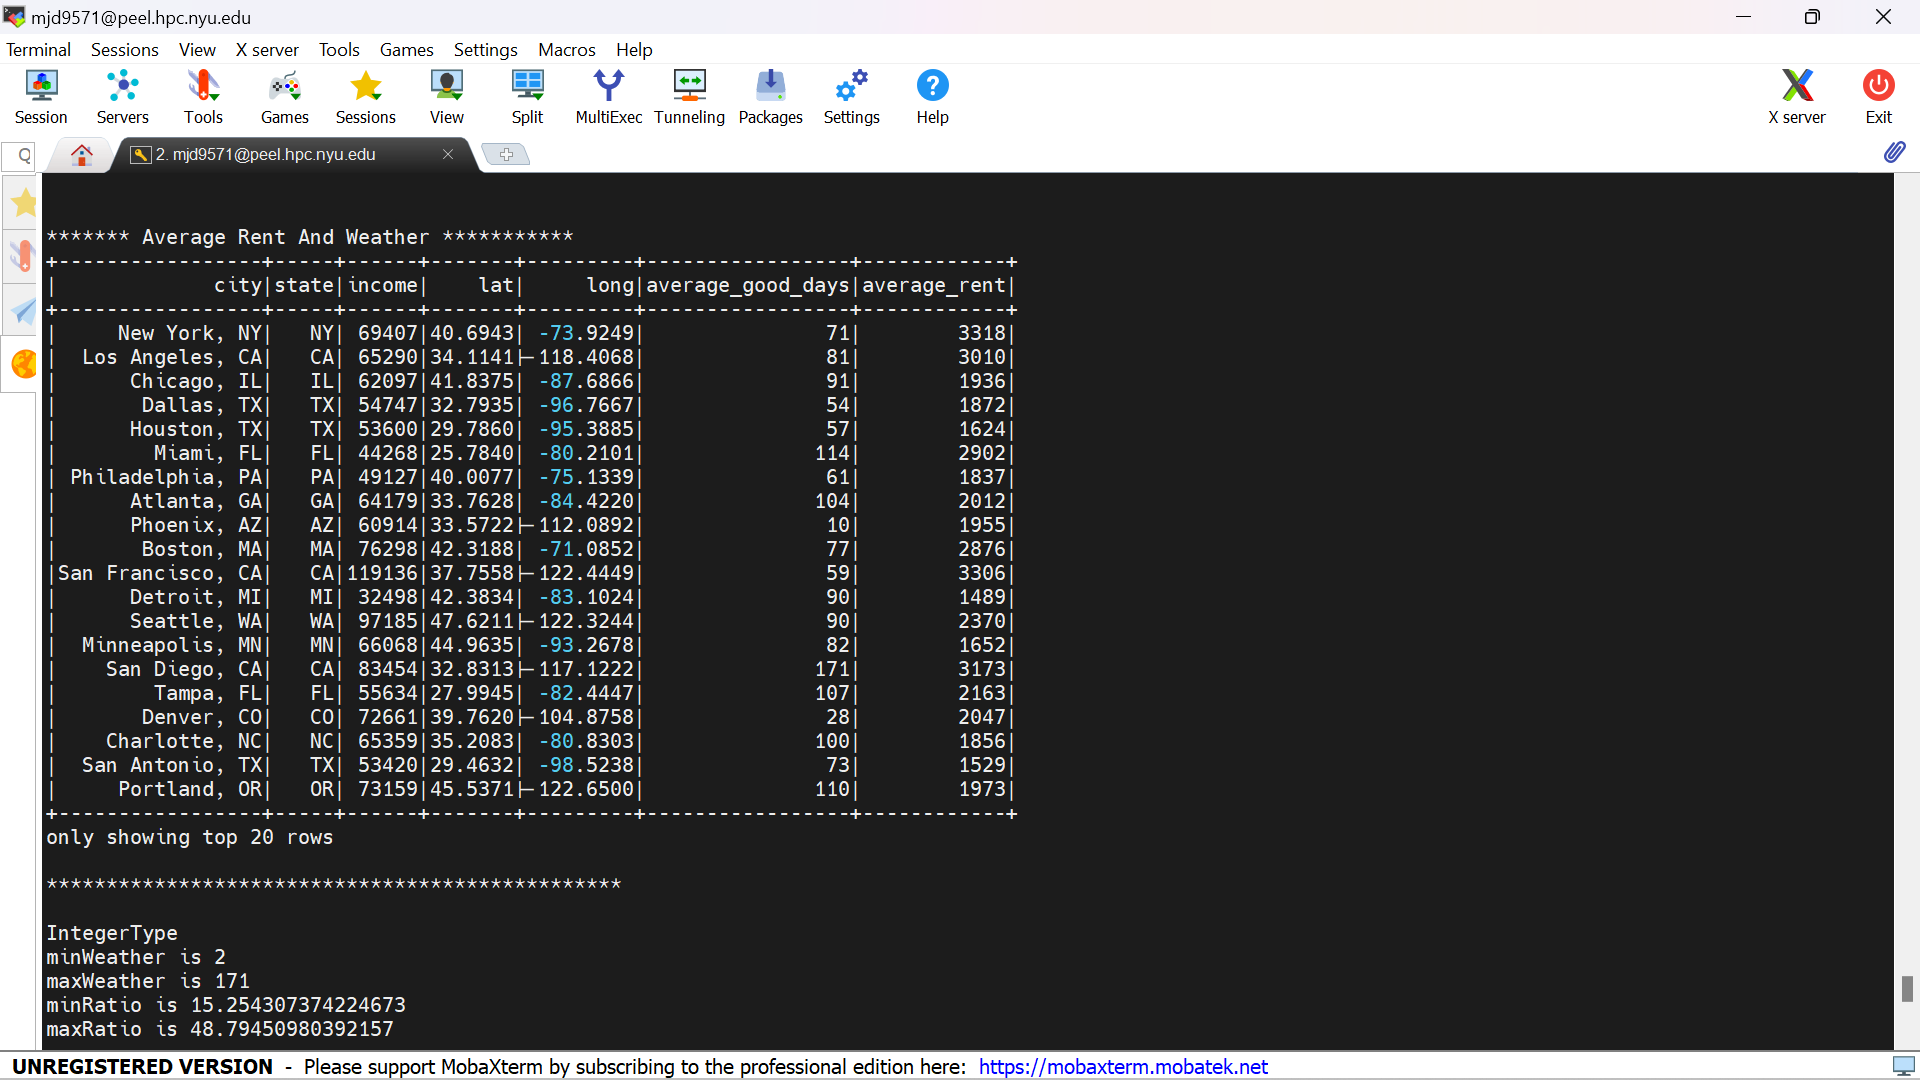 mjd9571@peel.hpc.nyu.edu
Terminal Sessions View X server Tools Games Settings Macros Help
Session Servers Tools Games Sessions View Split MultiExec Tunneling Packages Settings Help X server Exit
2. mjd9571@peel.hpc.nyu.edu
******* Average Rent And Weather ***********
+-----------------+-----+------+-------+---------+-----------------+------------+
|             city|state|income|    lat|     long|average_good_days|average_rent|
+-----------------+-----+------+-------+---------+-----------------+------------+
|     New York, NY|   NY| 69407|40.6943| -73.9249|               71|        3318|
|  Los Angeles, CA|   CA| 65290|34.1141|-118.4068|               81|        3010|
|      Chicago, IL|   IL| 62097|41.8375| -87.6866|               91|        1936|
|       Dallas, TX|   TX| 54747|32.7935| -96.7667|               54|        1872|
|      Houston, TX|   TX| 53600|29.7860| -95.3885|               57|        1624|
|        Miami, FL|   FL| 44268|25.7840| -80.2101|              114|        2902|
| Philadelphia, PA|   PA| 49127|40.0077| -75.1339|               61|        1837|
|      Atlanta, GA|   GA| 64179|33.7628| -84.4220|              104|        2012|
|      Phoenix, AZ|   AZ| 60914|33.5722|-112.0892|               10|        1955|
|       Boston, MA|   MA| 76298|42.3188| -71.0852|               77|        2876|
|San Francisco, CA|   CA|119136|37.7558|-122.4449|               59|        3306|
|      Detroit, MI|   MI| 32498|42.3834| -83.1024|               90|        1489|
|      Seattle, WA|   WA| 97185|47.6211|-122.3244|               90|        2370|
|  Minneapolis, MN|   MN| 66068|44.9635| -93.2678|               82|        1652|
|    San Diego, CA|   CA| 83454|32.8313|-117.1222|              171|        3173|
|        Tampa, FL|   FL| 55634|27.9945| -82.4447|              107|        2163|
|       Denver, CO|   CO| 72661|39.7620|-104.8758|               28|        2047|
|    Charlotte, NC|   NC| 65359|35.2083| -80.8303|              100|        1856|
|  San Antonio, TX|   TX| 53420|29.4632| -98.5238|               73|        1529|
|     Portland, OR|   OR| 73159|45.5371|-122.6500|              110|        1973|
+-----------------+-----+------+-------+---------+-----------------+------------+
only showing top 20 rows
************************************************
IntegerType
minWeather is 2
maxWeather is 171
minRatio is 15.254307374224673
maxRatio is 48.79450980392157
UNREGISTERED VERSION - Please support MobaXterm by subscribing to the professional edition here: https://mobaxterm.mobatek.net